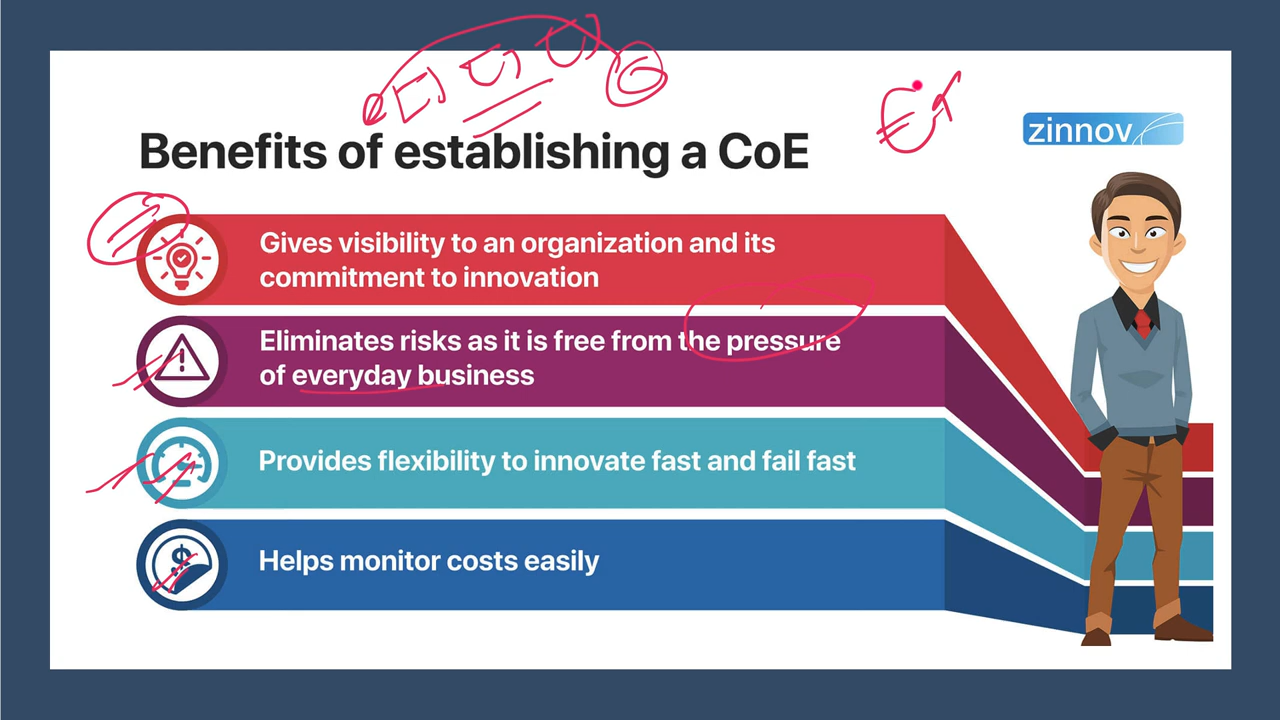 Benefits of establishing a CoE
zinnov
Gives visibility to an organization and its
commitment to innovation
Eliminates risks as it is free from the pressure
of everyday business
Provides flexibility to innovate fast and fail fast
$
Helps monitor costs easily